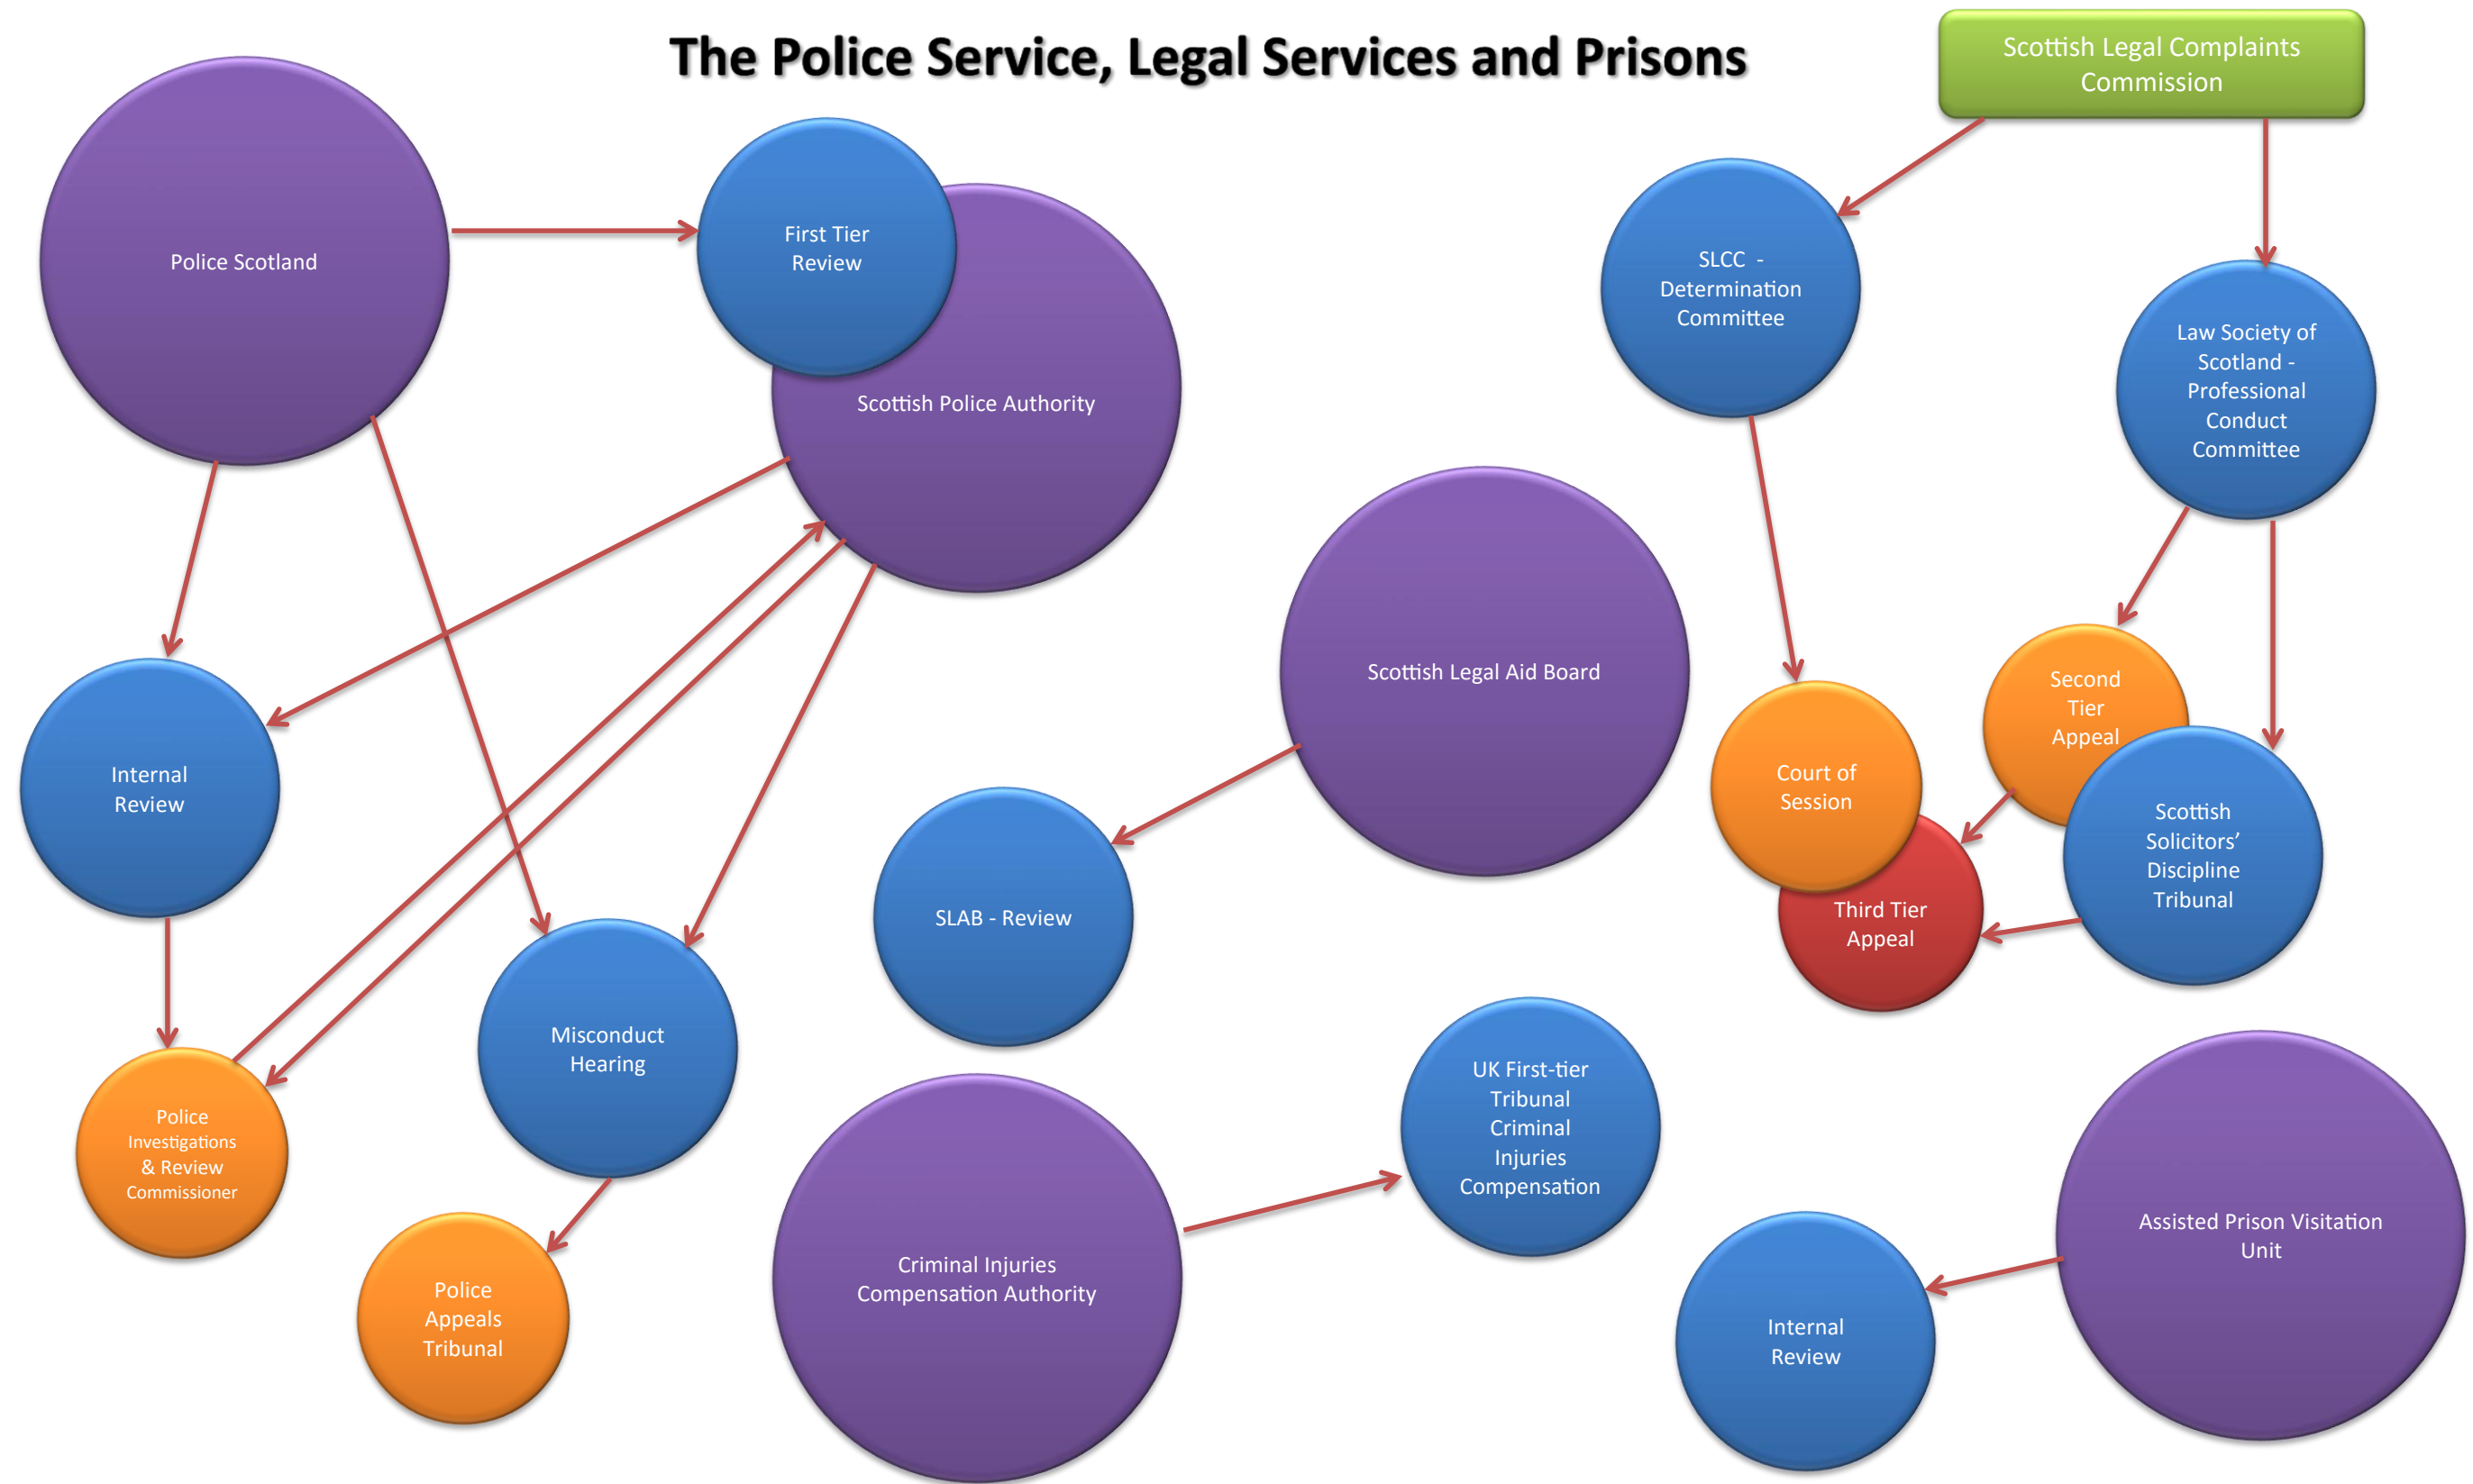 The Police Service, Legal Services and Prisons
Scottish Legal Complaints
Commission
Police Scotland
First Tier
Review
Scottish Police Authority
SLCC  -
Determination
Committee
Law Society of
Scotland -
Professional
Conduct
Committee
Scottish Legal Aid Board
Internal
Review
Second
Tier
Appeal
Court of
Session
Scottish
Solicitors’
Discipline
Tribunal
Third Tier
Appeal
SLAB - Review
Misconduct
Hearing
Police
Investigations
& Review
Commissioner
UK First-tier
Tribunal
Criminal
Injuries
Compensation
Police
Appeals
Tribunal
Criminal Injuries
Compensation Authority
Assisted Prison Visitation
Unit
Internal
Review